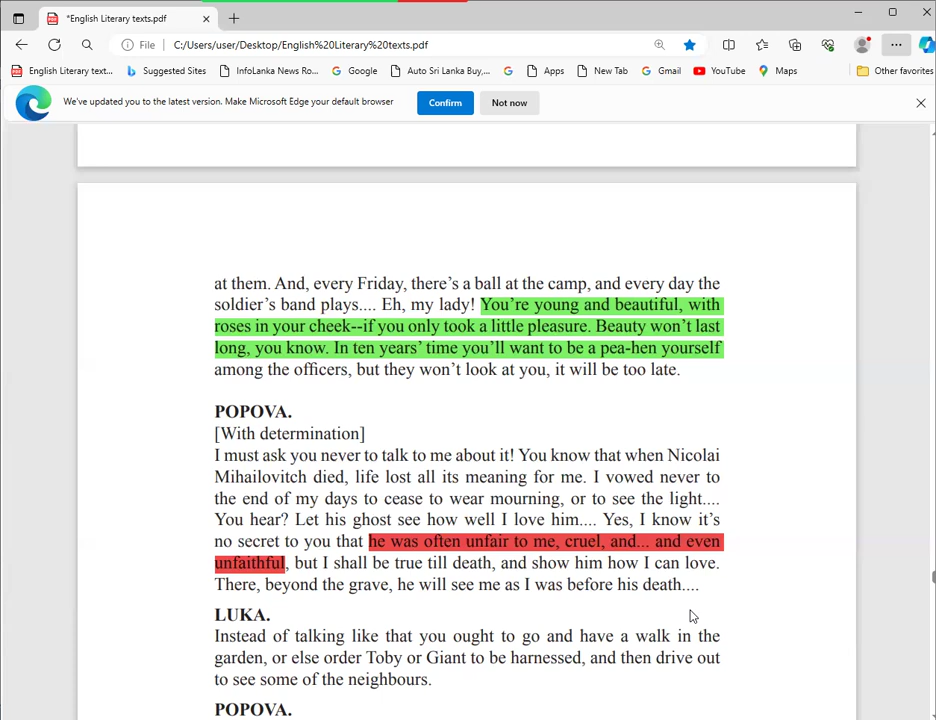 *English Literary texts.pdf
File C:/Users/user/Desktop/English%20Literary%20texts.pdf
English Literary text... Suggested Sites InfoLanka News Ro... Google Auto Sri Lanka Buy,... Apps New Tab Gmail YouTube Maps Other favorites
We've updated you to the latest version. Make Microsoft Edge your default browser Confirm Not now
at them. And, every Friday, there's a ball at the camp, and every day the
soldier's band plays.... Eh, my lady! You're young and beautiful, with
roses in your cheek--if you only took a little pleasure. Beauty won't last
long, you know. In ten years' time you'll want to be a pea-hen yourself
among the officers, but they won't look at you, it will be too late.
POPOVA.
[With determination]
I must ask you never to talk to me about it! You know that when Nicolai
Mihailovitch died, life lost all its meaning for me. I vowed never to
the end of my days to cease to wear mourning, or to see the light....
You hear? Let his ghost see how well I love him.... Yes, I know it's
no secret to you that he was often unfair to me, cruel, and... and even
unfaithful, but I shall be true till death, and show him how I can love.
There, beyond the grave, he will see me as I was before his death....
LUKA.
Instead of talking like that you ought to go and have a walk in the
garden, or else order Toby or Giant to be harnessed, and then drive out
to see some of the neighbours.
POPOVA.